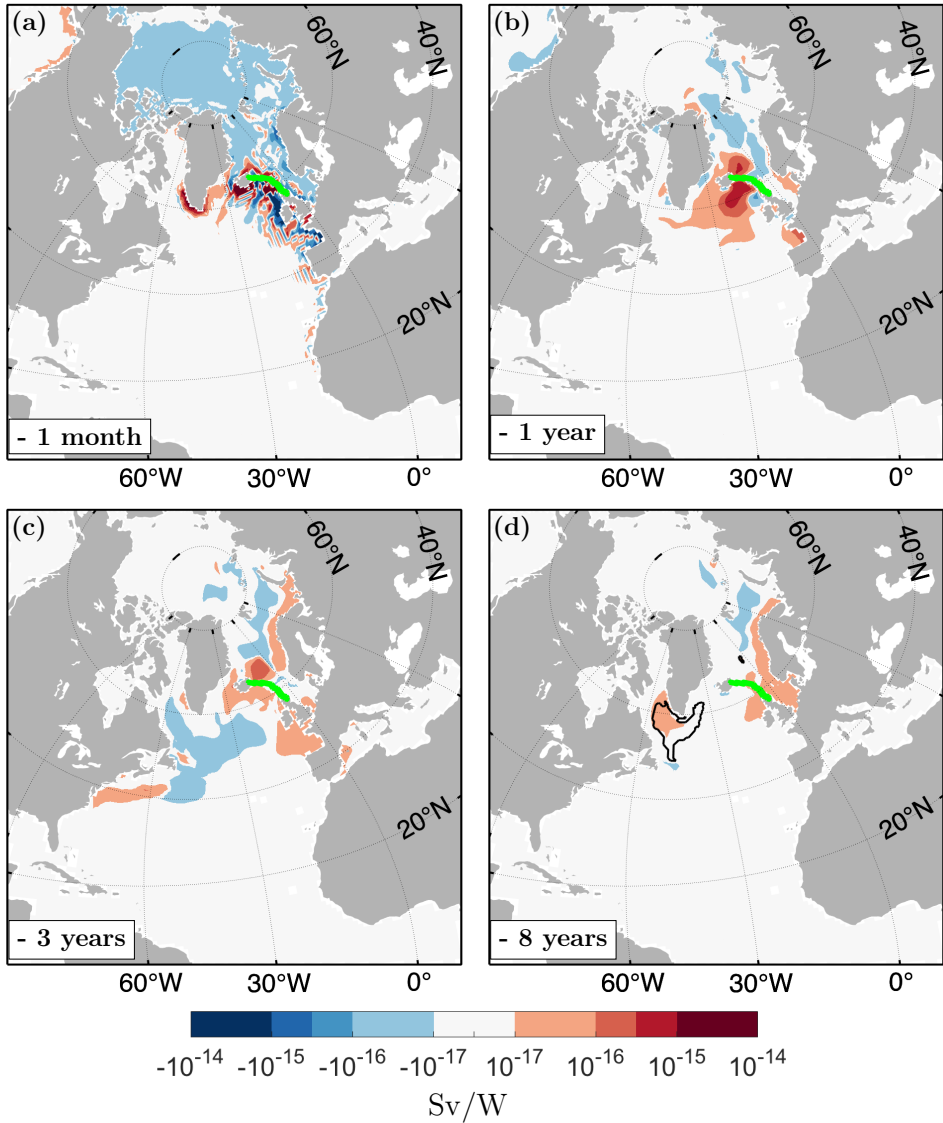 (a)
60°N
40°N
20°N
- 1 month
60°W
30°W
0°
(b)
60°N
40°N
20°N
- 1 year
60°W
30°W
0°
(c)
60°N
40°N
20°N
- 3 years
60°W
30°W
0°
(d)
60°N
40°N
20°N
- 8 years
60°W
30°W
0°
-10^-14 -10^-15 -10^-16 -10^-17 10^-17 10^-16 10^-15 10^-14
Sv/W